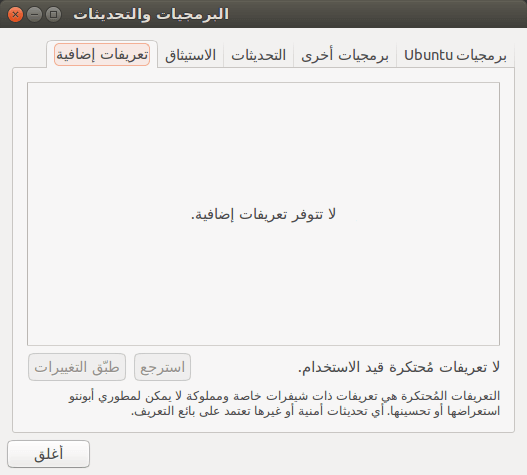 البرمجيات والتحديثات
برمجيات Ubuntu
برمجيات أخرى
التحديثات
الاستيثاق
تعريفات إضافية
لا تتوفر تعريفات إضافية.
لا تعريفات مُحتكرة قيد الاستخدام.
استرجع
طبّق التغييرات
التعريفات المُحتكرة هي تعريفات ذات شيفرات خاصة ومملوكة لا يمكن لمطوري أبونتو
استعراضها أو تحسينها. أي تحديثات أمنية أو غيرها تعتمد على بائع التعريف.
أغلق